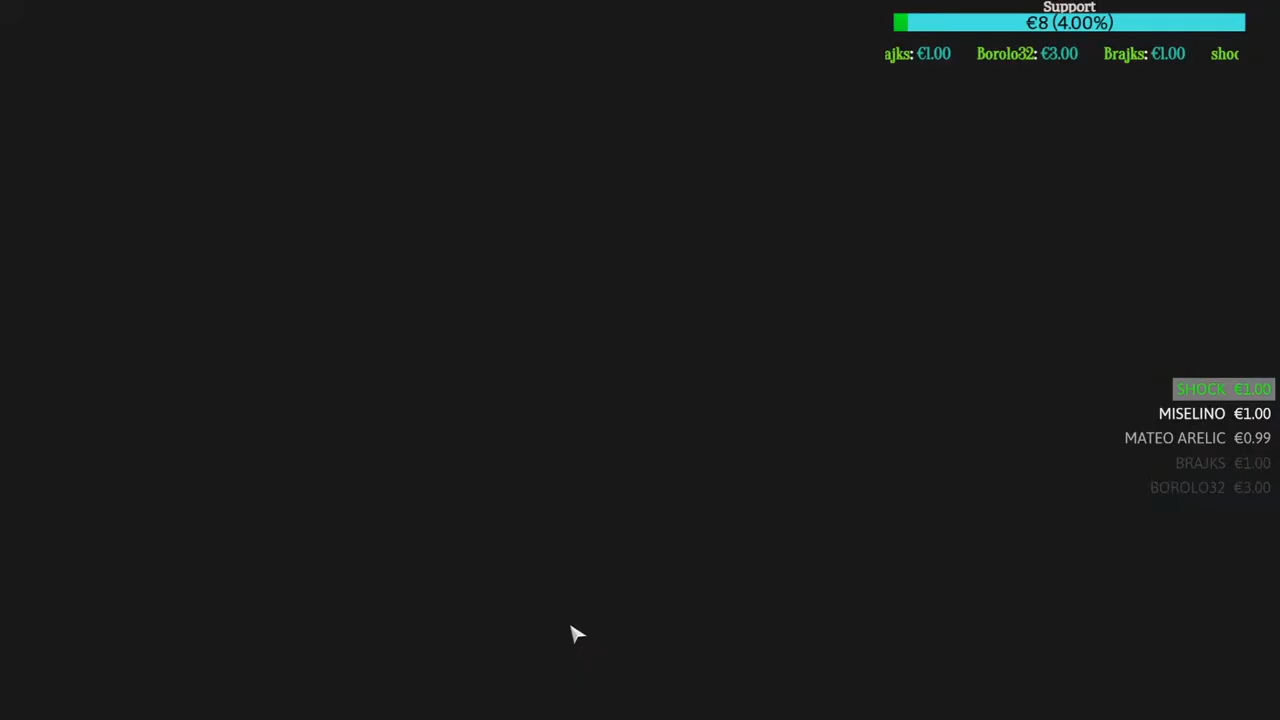 Support
€8 (4.00%)
ajks: €1.00 Borolo32: €3.00 Brajks: €1.00 shoc
SHOCK €1.00
MISELINO €1.00
MATEO ARELIC €0.99
BRAJKS €1.00
BOROLO32 €3.00